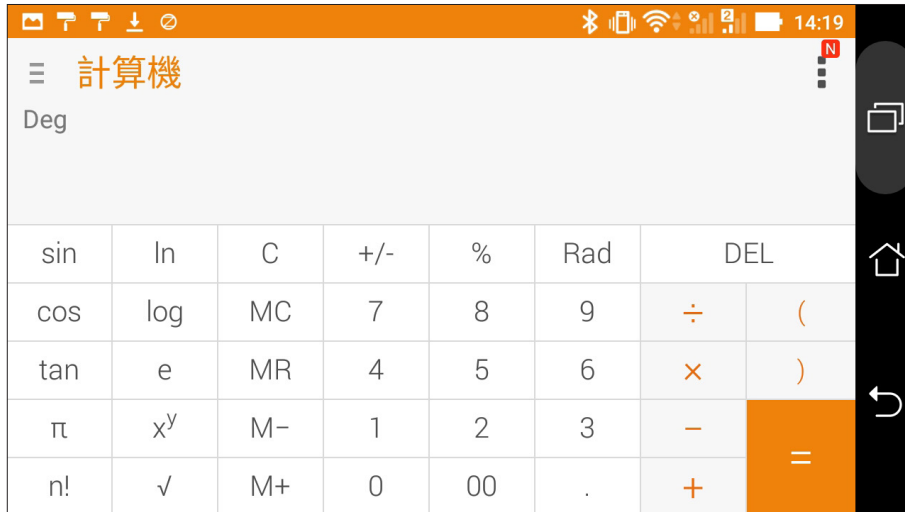 14:19
計算機
N
Deg
sin ln C +/- % Rad DEL
cos log MC 7 8 9 ÷ (
tan e MR 4 5 6 × )
π xʸ M− 1 2 3 −
=
n! √ M+ 0 00 . +
2